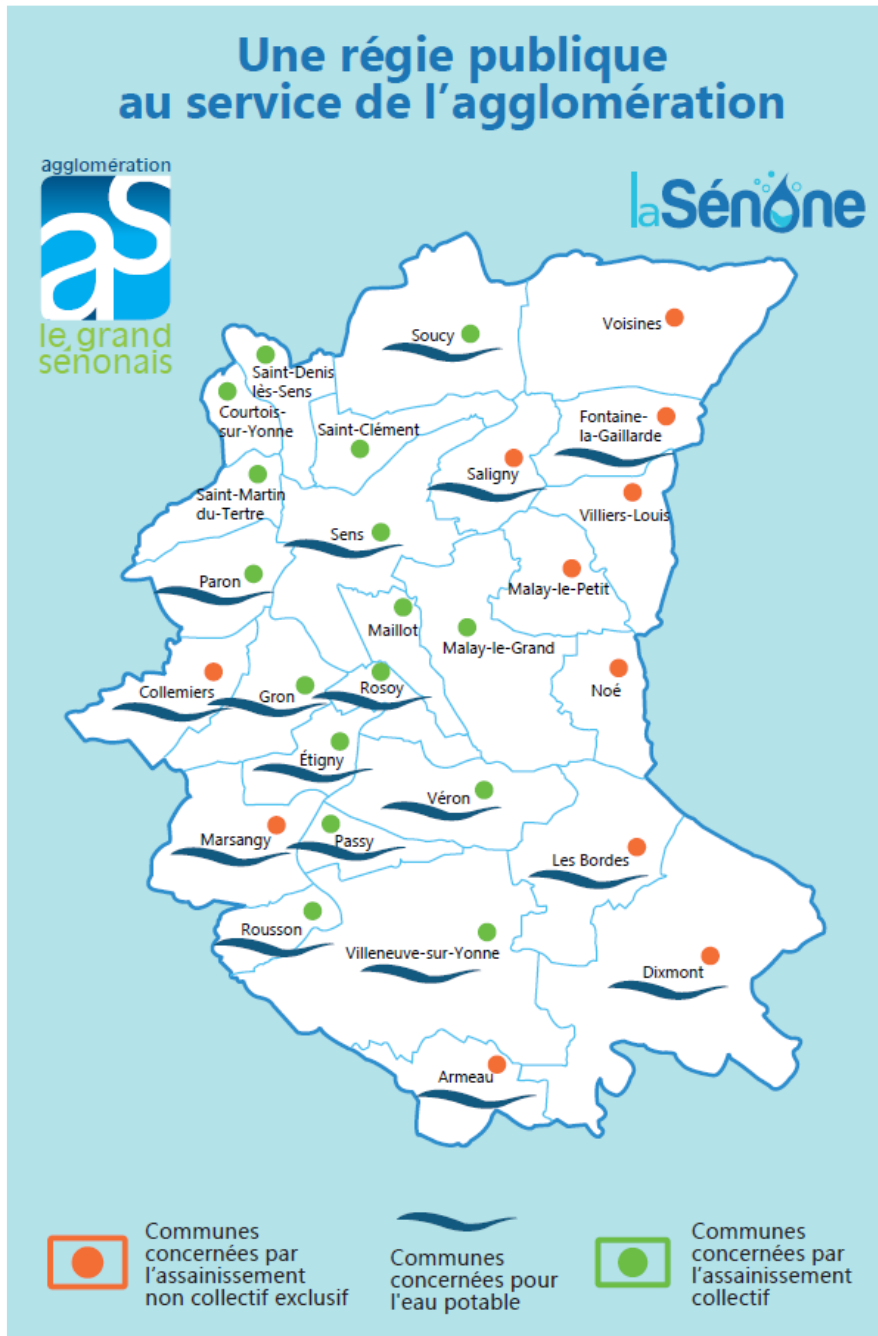 Une régie publique
au service de l'agglomération
agglomération
as
le grand
sénonais
laSénOne
Soucy
Voisines
Saint-Denis
lès-Sens
Courtois-
sur-Yonne
Saint-Clément
Fontaine-
la-Gaillarde
Saligny
Saint-Martin
du-Tertre
Villiers-Louis
Sens
Paron
Malay-le-Petit
Maillot
Malay-le-Grand
Collemiers
Gron
Rosoy
Noé
Étigny
Véron
Marsangy
Passy
Les Bordes
Rousson
Villeneuve-sur-Yonne
Dixmont
Armeau
Communes
concernées par
l'assainissement
non collectif exclusif
Communes
concernées pour
l'eau potable
Communes
concernées par
l'assainissement
collectif